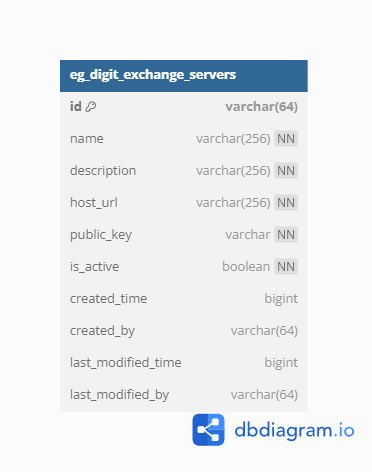 eg_digit_exchange_servers
id varchar(64)
name varchar(256) NN
description varchar(256) NN
host_url varchar(256) NN
public_key varchar NN
is_active boolean NN
created_time bigint
created_by varchar(64)
last_modified_time bigint
last_modified_by varchar(64)
dbdiagram.io